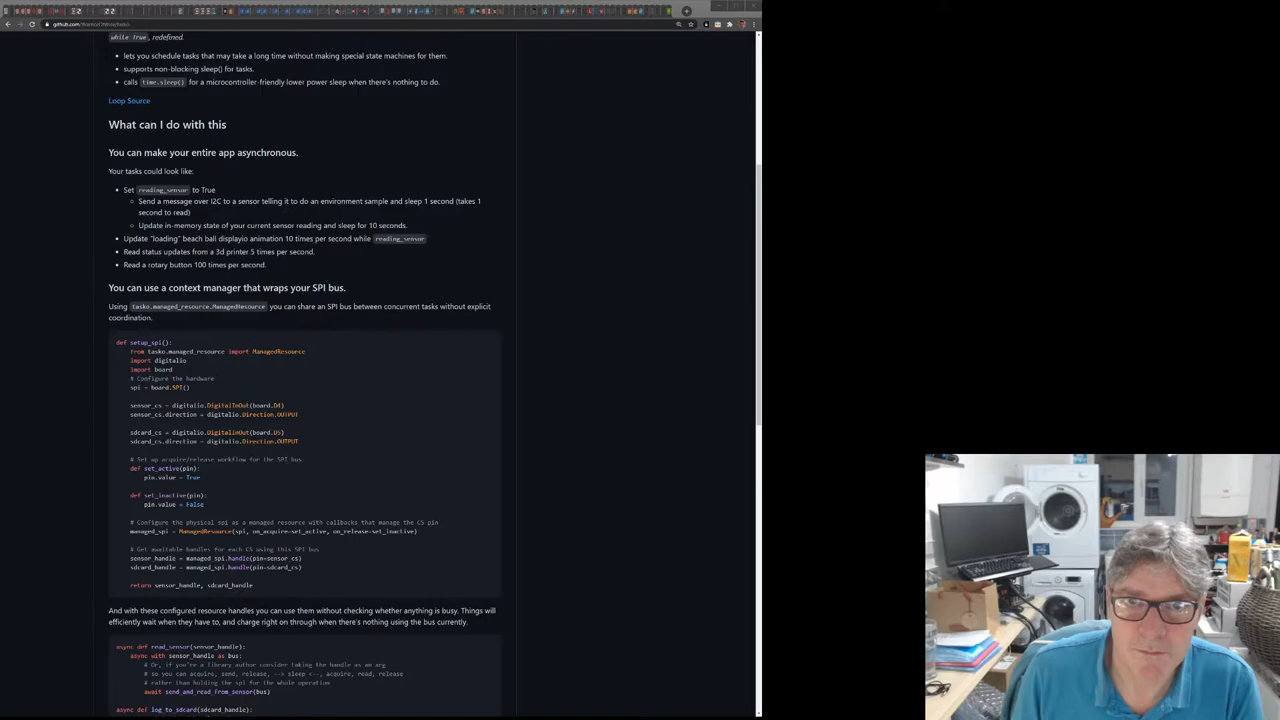 while True, redefined.
lets you schedule tasks that may take a long time without making special state machines for them.
supports non-blocking sleep() for tasks.
calls time.sleep() for a microcontroller-friendly lower power sleep when there's nothing to do.
Loop Source
What can I do with this
You can make your entire app asynchronous.
Your tasks could look like:
Set reading_sensor to True
Send a message over I2C to a sensor telling it to do an environment sample and sleep 1 second (takes 1
second to read)
Update in-memory state of your current sensor reading and sleep for 10 seconds.
Update "loading" beach ball displayio animation 10 times per second while reading_sensor
Read status updates from a 3d printer 5 times per second.
Read a rotary button 100 times per second.
You can use a context manager that wraps your SPI bus.
Using tasko.managed_resource.ManagedResource you can share an SPI bus between concurrent tasks without explicit
coordination.
def setup_spi():
from tasko.managed_resource import ManagedResource
import digitalio
import board
# Configure the hardware
spi = board.SPI()
sensor_cs = digitalio.DigitalInOut(board.D4)
sensor_cs.direction = digitalio.Direction.OUTPUT
sdcard_cs = digitalio.DigitalInOut(board.D5)
sdcard_cs.direction = digitalio.Direction.OUTPUT
# Set up acquire/release workflow for the SPI bus
def set_active(pin):
pin.value = True
def set_inactive(pin):
pin.value = False
# Configure the physical spi as a managed resource with callbacks that manage the CS pin
managed_spi = ManagedResource(spi, on_acquire=set_active, on_release=set_inactive)
# Get awaitable handles for each CS using this SPI bus
sensor_handle = managed_spi.handle(pin=sensor_cs)
sdcard_handle = managed_spi.handle(pin=sdcard_cs)
return sensor_handle, sdcard_handle
And with these configured resource handles you can use them without checking whether anything is busy. Things will
efficiently wait when they have to, and charge right on through when there's nothing using the bus currently.
async def read_sensor(sensor_handle):
async with sensor_handle as bus:
# Or, if you're a library author consider taking the handle as an arg
# so you can acquire, send, release, --> sleep <--, acquire, read, release
# rather than holding the spi for the whole operation
await send_and_read_from_sensor(bus)
async def log_to_sdcard(sdcard_handle):